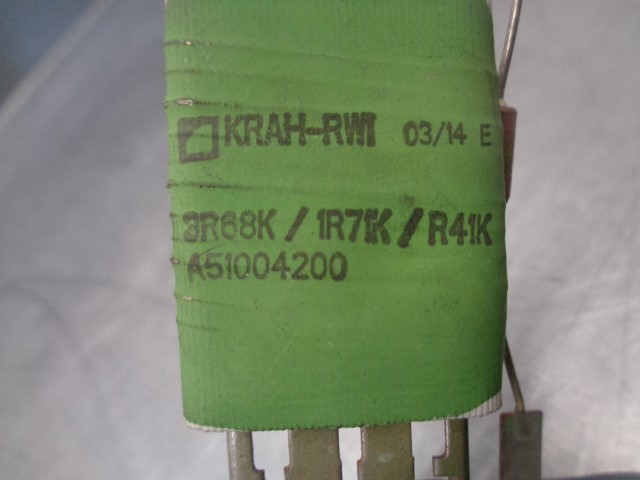 KRAH-RWI 03/14 E
3R68K / 1R71K / R41K
A51004200